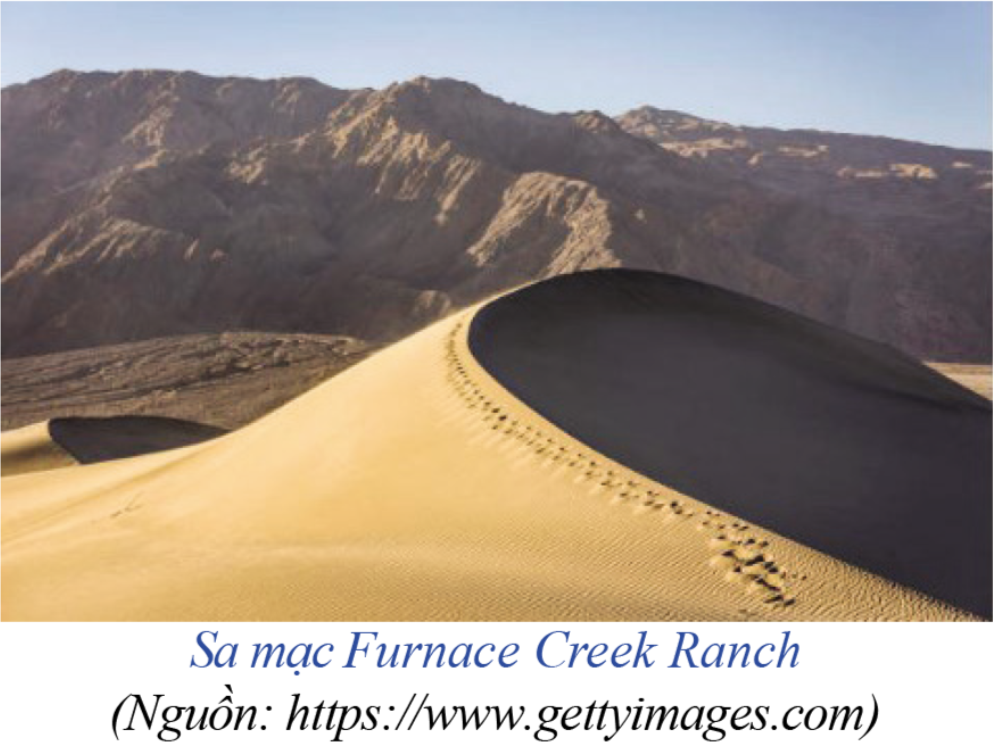 Sa mạc Furnace Creek Ranch
(Nguồn: https://www.gettyimages.com)